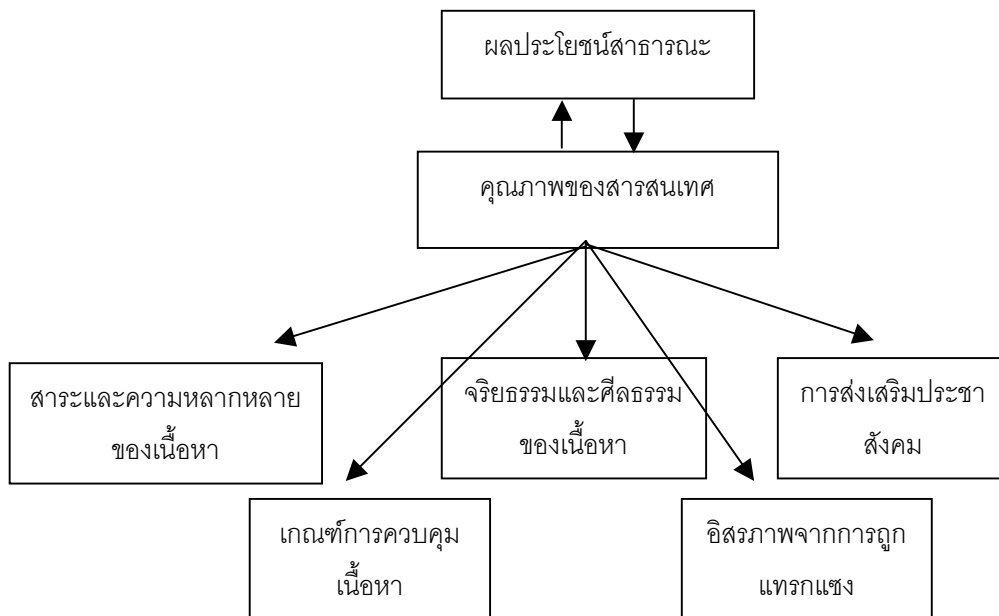 ผลประโยชน์สาธารณะ
คุณภาพของสารสนเทศ
สาระและความหลากหลาย
ของเนื้อหา
จริยธรรมและศีลธรรม
ของเนื้อหา
การส่งเสริมประชา
สังคม
เกณฑ์การควบคุม
เนื้อหา
อิสรภาพจากการถูก
แทรกแซง